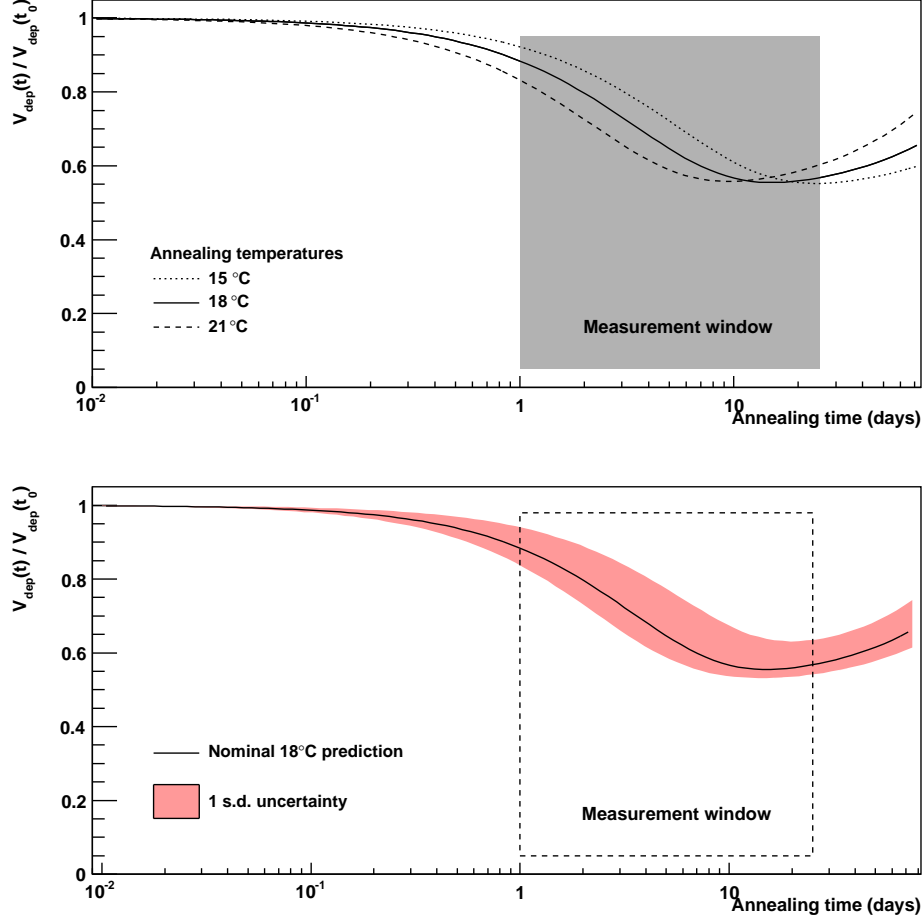 V_dep(t) / V_dep(t_0)
1
0.8
0.6
0.4
0.2
0
Annealing temperatures
15 °C
18 °C
21 °C
Measurement window
10^-2
10^-1
1
10
Annealing time (days)
V_dep(t) / V_dep(t_0)
1
0.8
0.6
0.4
0.2
0
Nominal 18°C prediction
1 s.d. uncertainty
Measurement window
10^-2
10^-1
1
10
Annealing time (days)